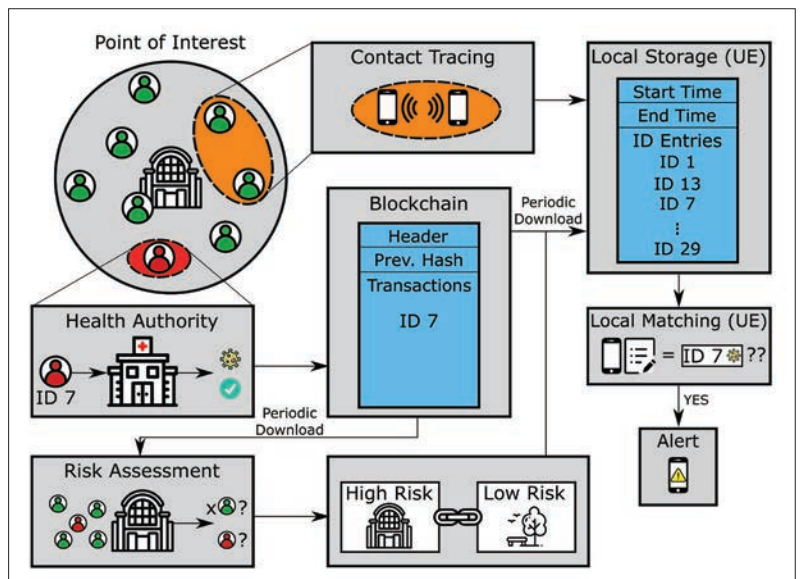 Point of Interest
Contact Tracing
Local Storage (UE)
Start Time
End Time
ID Entries
ID 1
ID 13
ID 7
⋮
ID 29
Periodic
Download
Blockchain
Header
Prev. Hash
Transactions
ID 7
Health Authority
ID 7
Local Matching (UE)
= ID 7 ??
YES
Alert
Periodic
Download
Risk Assessment
x ?
?
High Risk
Low Risk